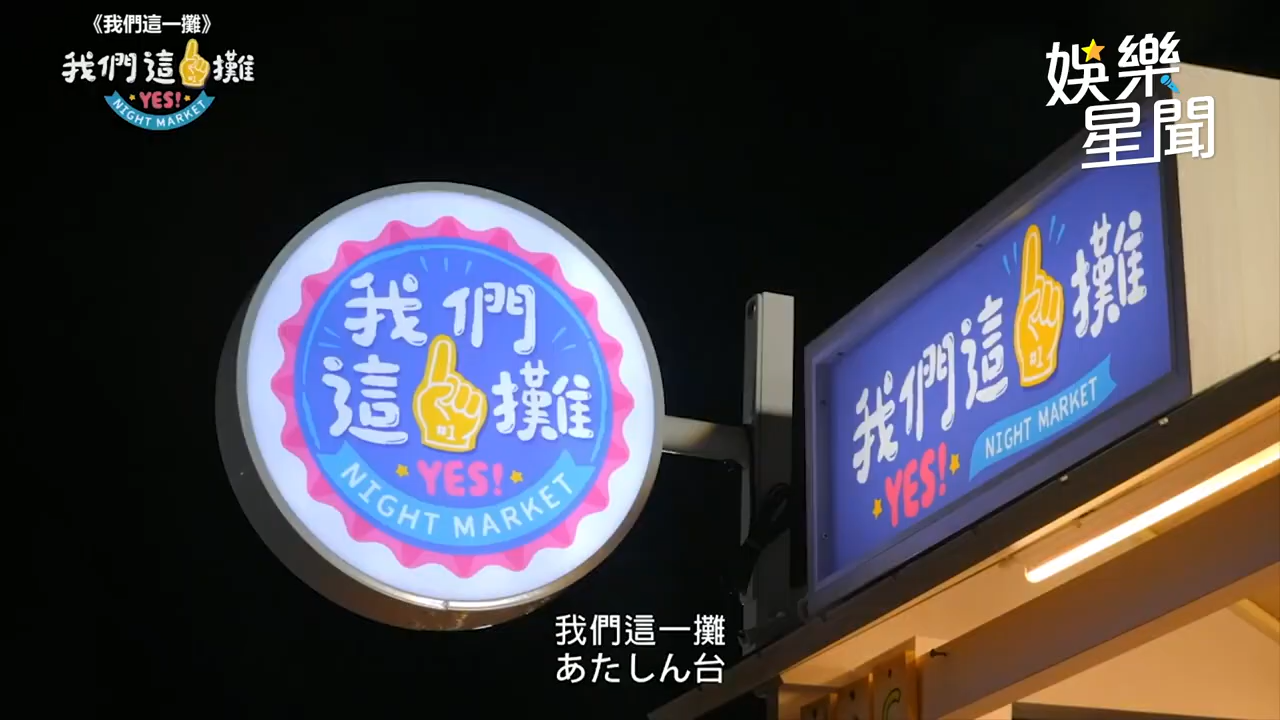 《我們這一攤》
我們這攤
YES!
NIGHT MARKET
娛樂
星聞
我們
這攤
#1
YES!
NIGHT MARKET
我們這攤
#1
YES!
NIGHT MARKET
我們這一攤
あたしん台